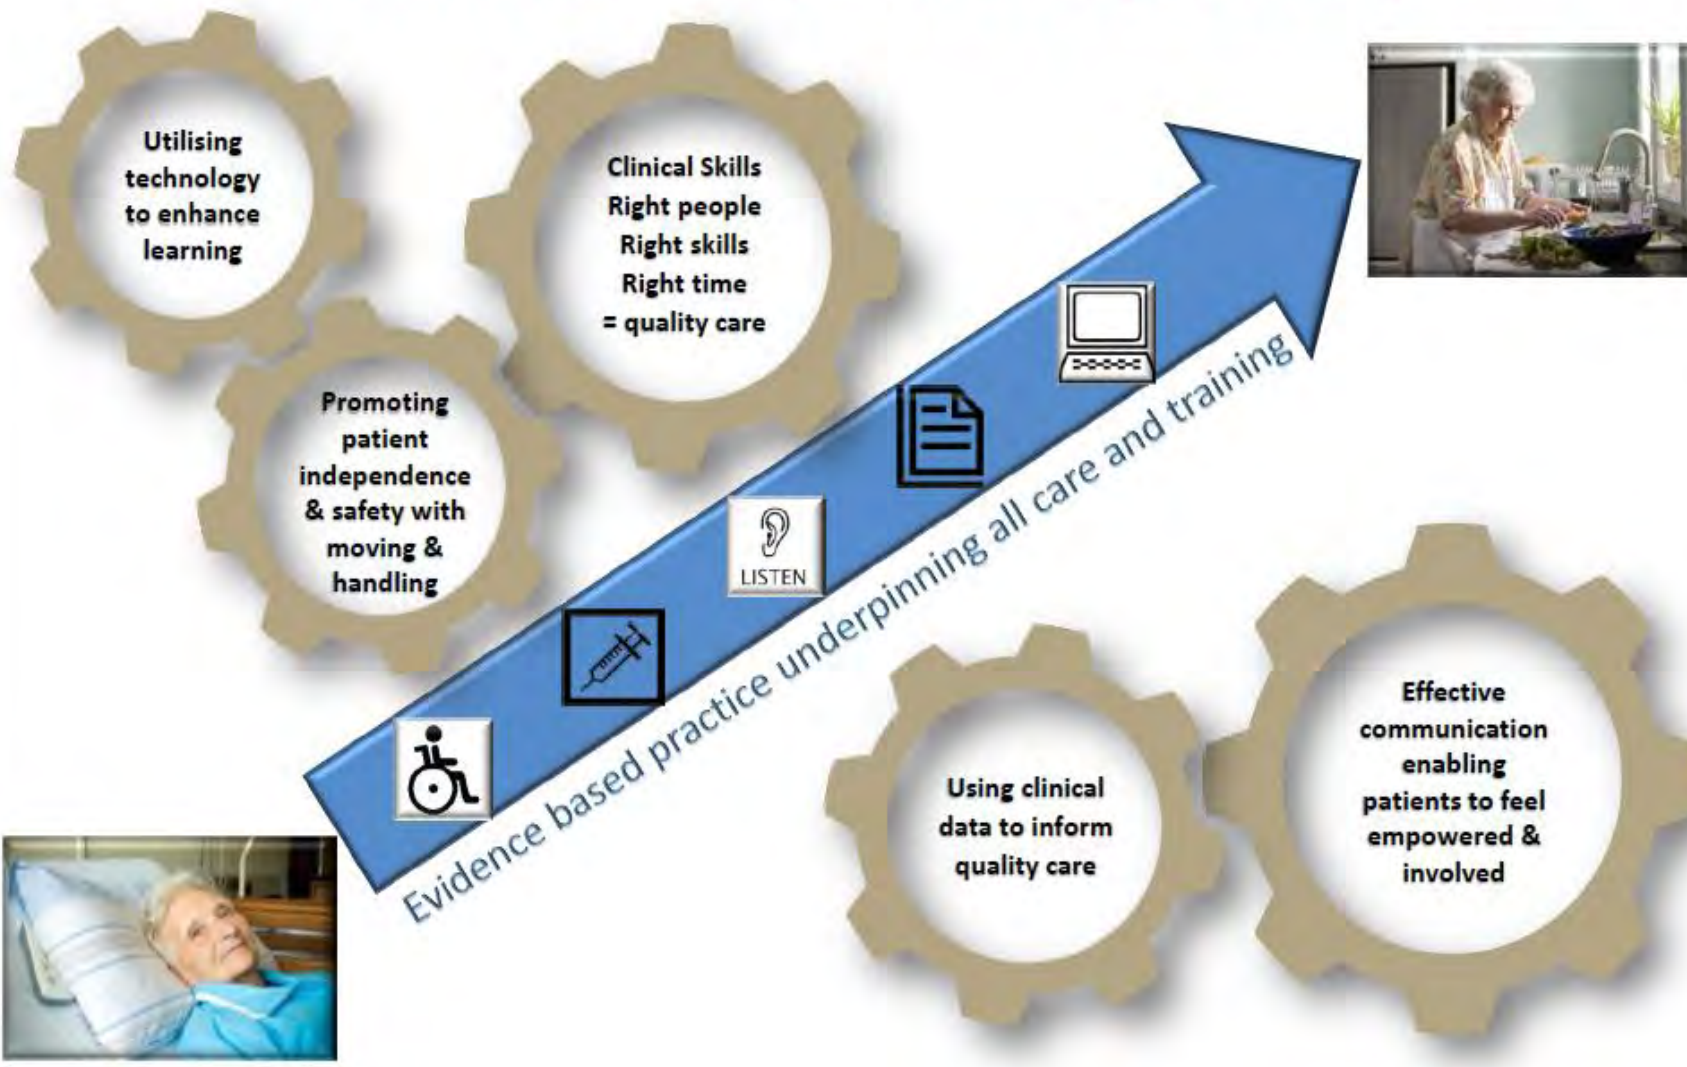 Utilising
technology
to enhance
learning
Clinical Skills
Right people
Right skills
Right time
= quality care
Promoting
patient
independence
& safety with
moving &
handling
LISTEN
Evidence based practice underpinning all care and training
Using clinical
data to inform
quality care
Effective
communication
enabling
patients to feel
empowered &
involved